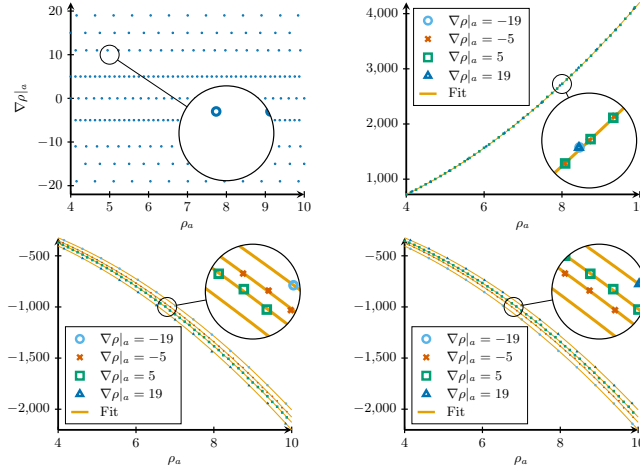 20
10
0
−10
−20
∇ρ|ₐ
4 5 6 7 8 9 10
ρₐ
4,000
3,000
2,000
1,000
∇ρ|ₐ = −19
∇ρ|ₐ = −5
∇ρ|ₐ = 5
∇ρ|ₐ = 19
Fit
4 6 8 10
ρₐ
−500
−1,000
−1,500
−2,000
∇ρ|ₐ = −19
∇ρ|ₐ = −5
∇ρ|ₐ = 5
∇ρ|ₐ = 19
Fit
4 6 8 10
ρₐ
−500
−1,000
−1,500
−2,000
∇ρ|ₐ = −19
∇ρ|ₐ = −5
∇ρ|ₐ = 5
∇ρ|ₐ = 19
Fit
4 6 8
ρₐ